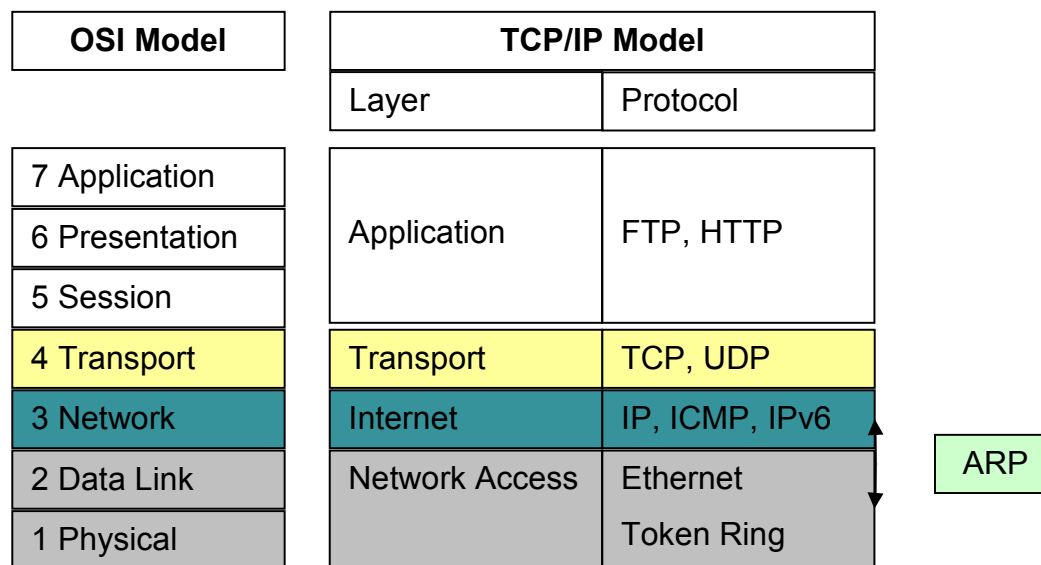 OSI Model
TCP/IP Model
Layer
Protocol
7 Application
6 Presentation
5 Session
Application
FTP, HTTP
4 Transport
Transport
TCP, UDP
3 Network
Internet
IP, ICMP, IPv6
2 Data Link
1 Physical
Network Access
Ethernet
Token Ring
ARP